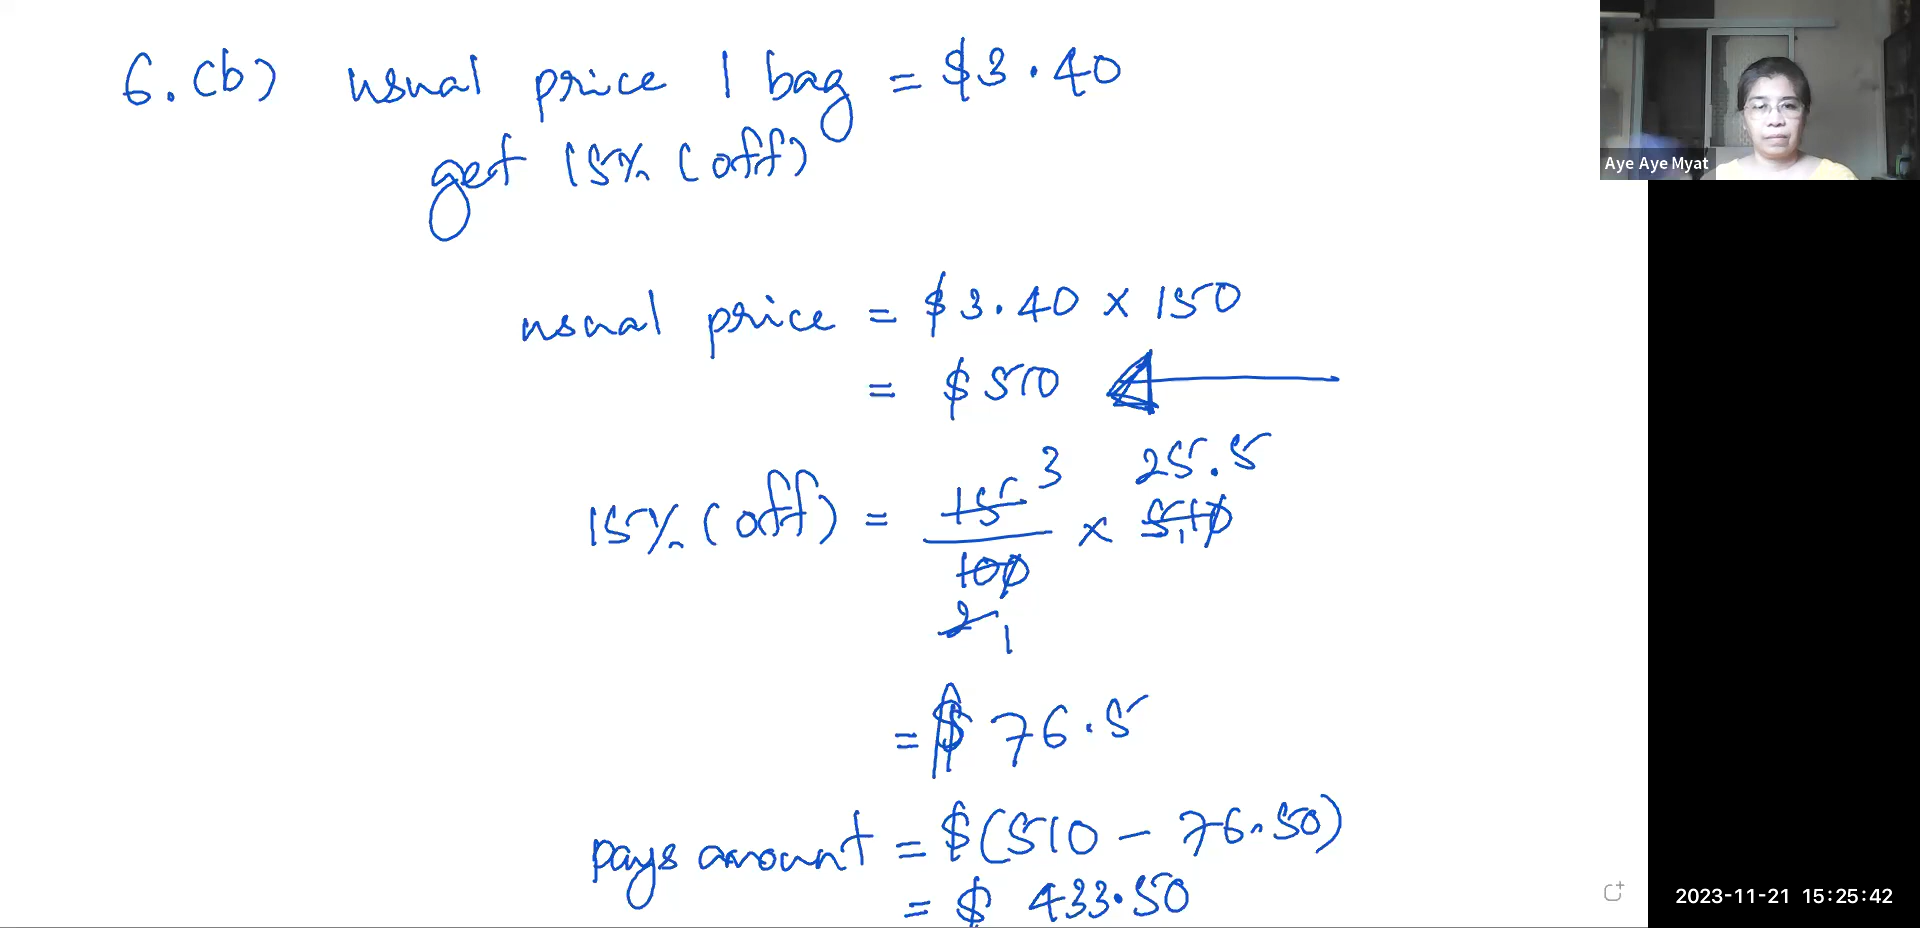 6.(b) usual price 1 bag = $3.40
get 15% (off)
usual price = $3.40 × 150
= $510
25.5
15 3
15% (off) = 15/100 × 510
2 1
= $ 76.5
pays amount = $(510 - 76.50)
= $ 433.50
Aye Aye Myat
2023-11-21 15:25:42